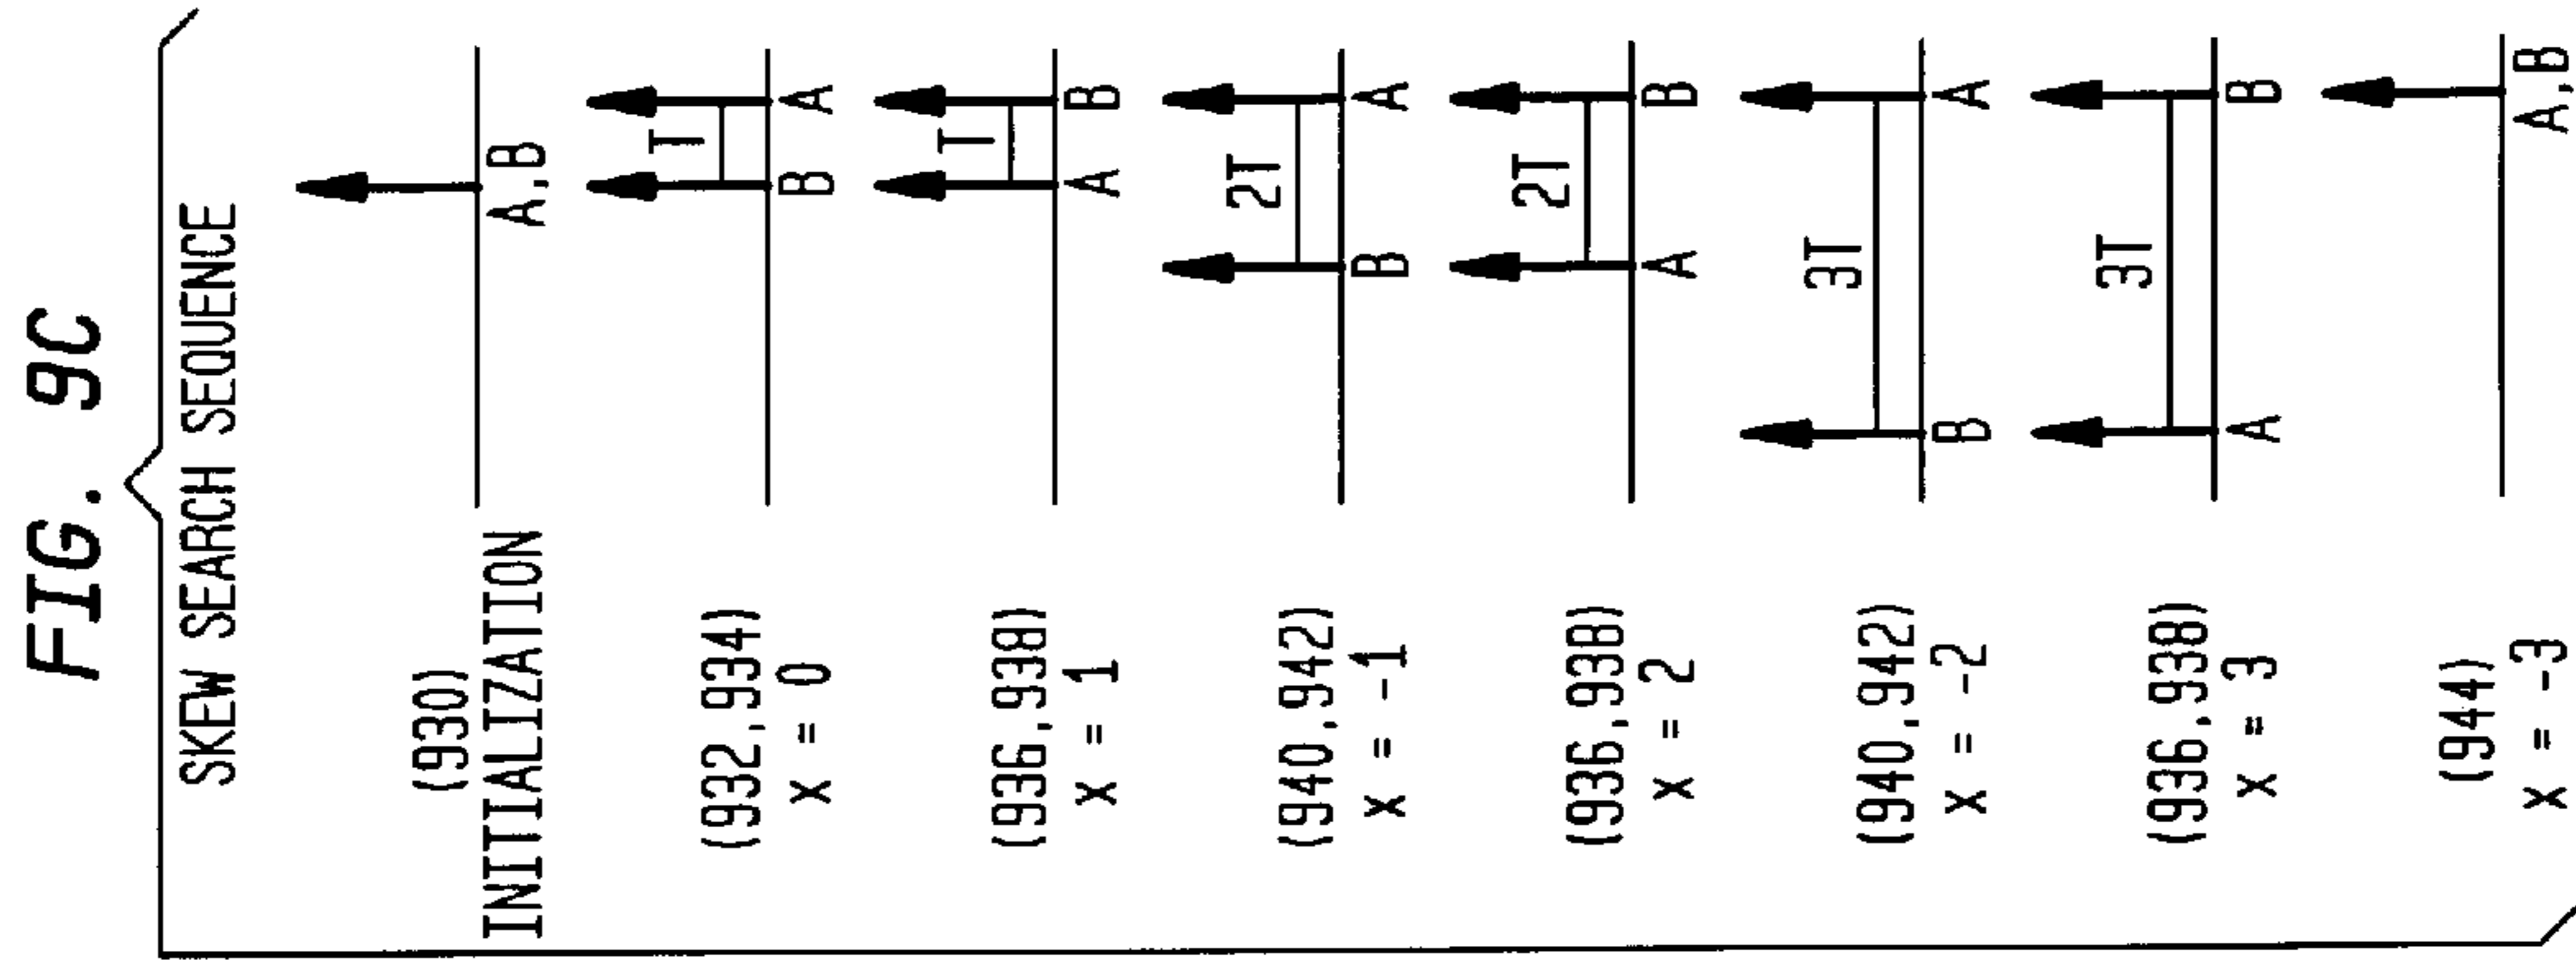 FIG. 9C
SKEW SEARCH SEQUENCE
(930)
INITIALIZATION
A,B
(932,934)
X = 0
T
B
A
(936,938)
X = 1
T
A
B
(940,942)
X = -1
2T
B
A
(936,938)
X = 2
2T
A
B
(940,942)
X = -2
3T
B
A
(936,938)
X = 3
3T
A
B
(944)
X = -3
A,B